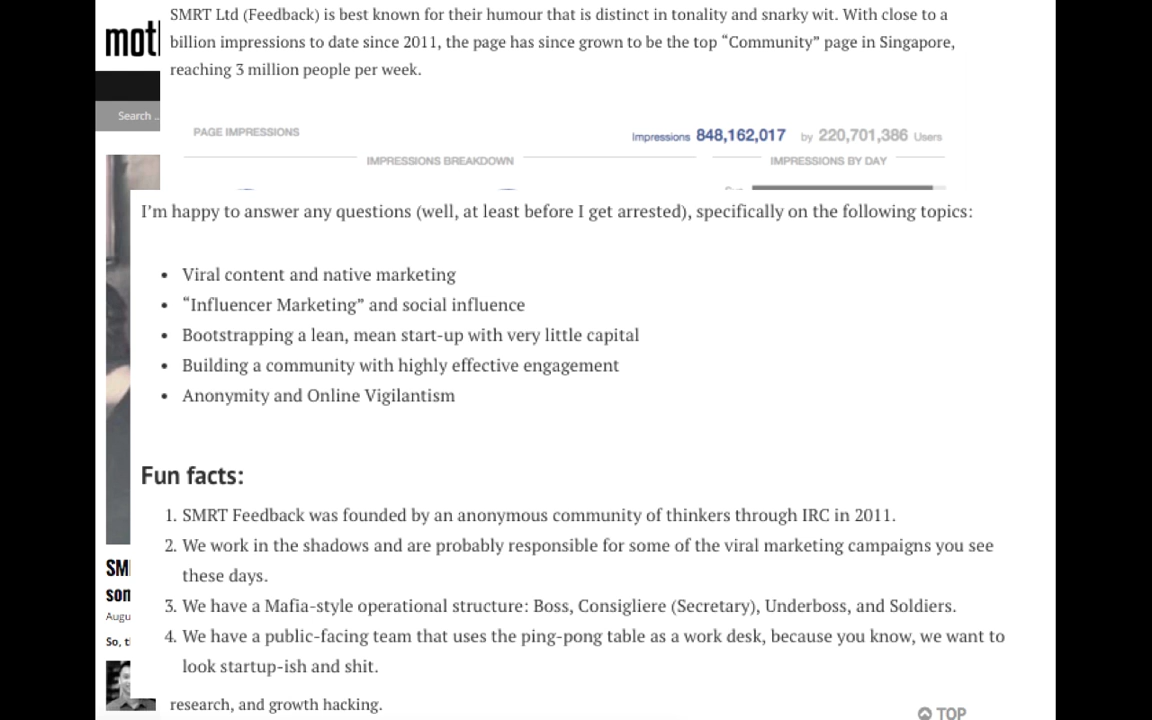 SMRT Ltd (Feedback) is best known for their humour that is distinct in tonality and snarky wit. With close to a
billion impressions to date since 2011, the page has since grown to be the top “Community” page in Singapore,
reaching 3 million people per week.
mot
Search ..
PAGE IMPRESSIONS
Impressions 848,162,017 by 220,701,386 Users
IMPRESSIONS BREAKDOWN
IMPRESSIONS BY DAY
I’m happy to answer any questions (well, at least before I get arrested), specifically on the following topics:
• Viral content and native marketing
• “Influencer Marketing” and social influence
• Bootstrapping a lean, mean start-up with very little capital
• Building a community with highly effective engagement
• Anonymity and Online Vigilantism
Fun facts:
1. SMRT Feedback was founded by an anonymous community of thinkers through IRC in 2011.
2. We work in the shadows and are probably responsible for some of the viral marketing campaigns you see
these days.
3. We have a Mafia-style operational structure: Boss, Consigliere (Secretary), Underboss, and Soldiers.
4. We have a public-facing team that uses the ping-pong table as a work desk, because you know, we want to
look startup-ish and shit.
SM
son
Augu
So, t
research, and growth hacking.
TOP